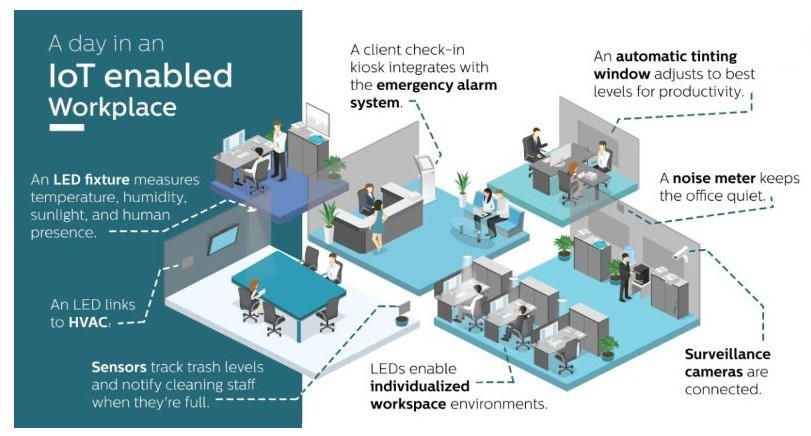 A day in an
IoT enabled
Workplace
A client check-in
kiosk integrates with
the emergency alarm
system.
An automatic tinting
window adjusts to best
levels for productivity.
An LED fixture measures
temperature, humidity,
sunlight, and human
presence.
A noise meter keeps
the office quiet.
An LED links
to HVAC.
Sensors track trash levels
and notify cleaning staff
when they're full.
LEDs enable
individualized
workspace environments.
Surveillance
cameras are
connected.